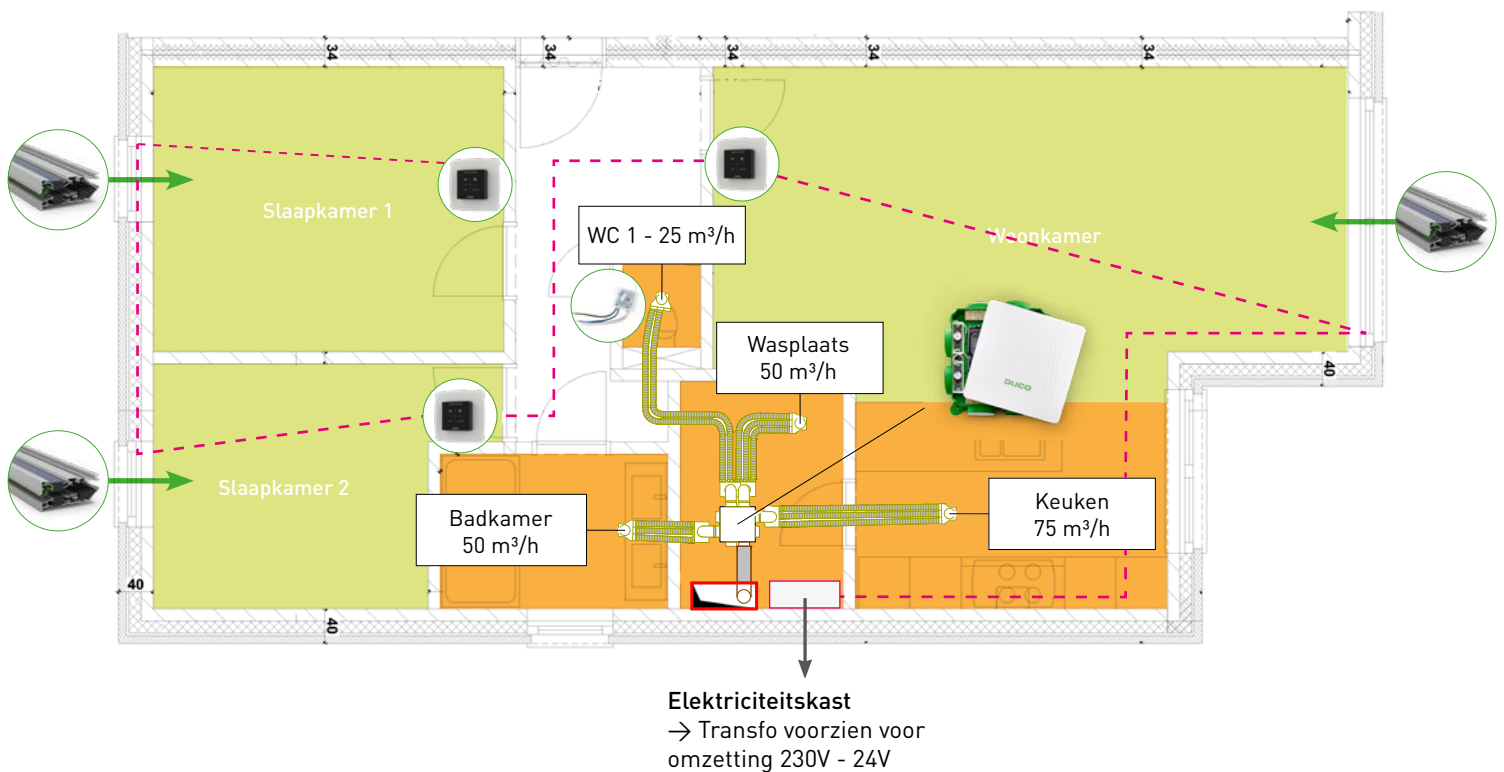 34
34
34
34
34
Slaapkamer 1
WC 1 - 25 m³/h
Woonkamer
Wasplaats
50 m³/h
DUCO
40
Slaapkamer 2
Badkamer
50 m³/h
Keuken
75 m³/h
40
40
Elektriciteitskast
→ Transfo voorzien voor
omzetting 230V - 24V